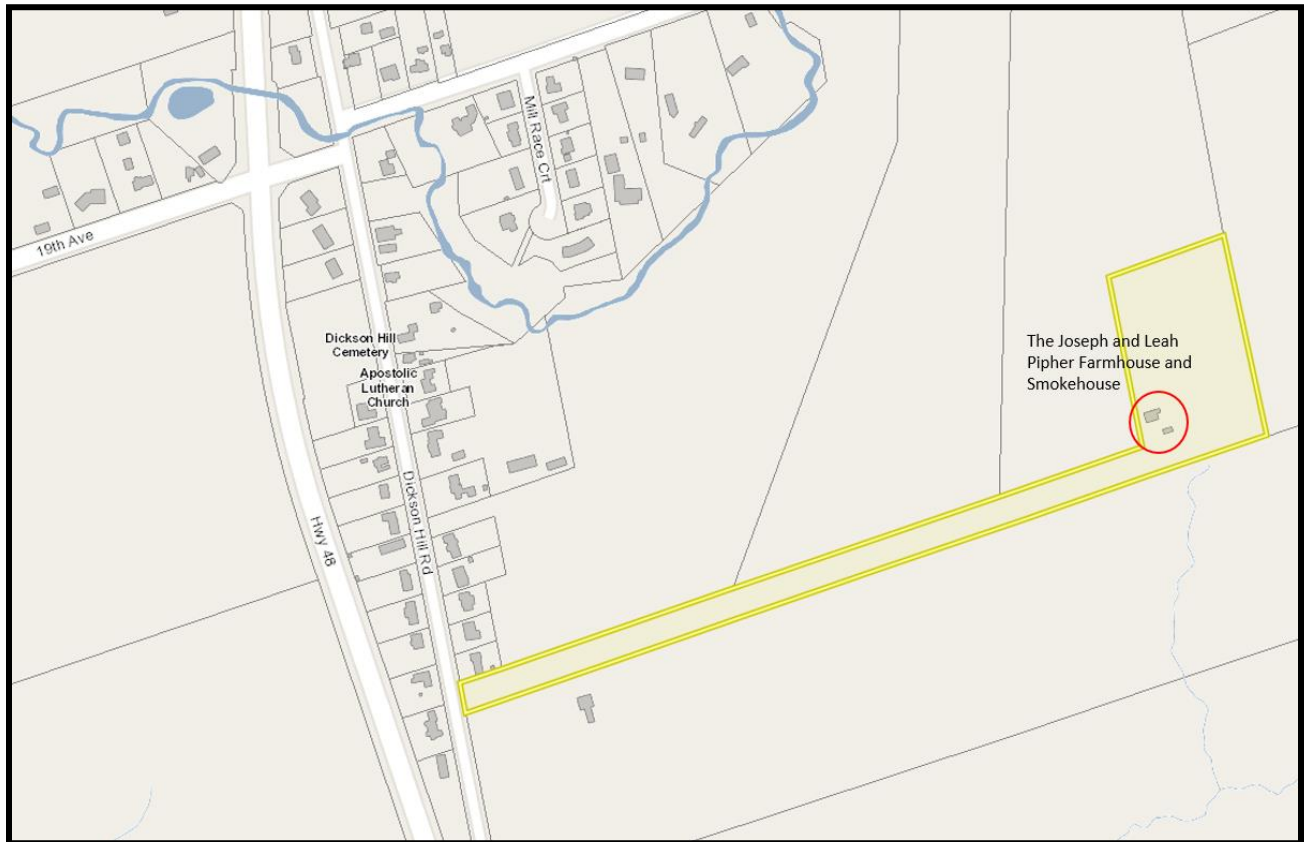 Mill Race Crt
19th Ave
Dickson Hill
Cemetery
Apostolic
Lutheran
Church
The Joseph and Leah
Pipher Farmhouse and
Smokehouse
Dickson Hill Rd
Hwy 48